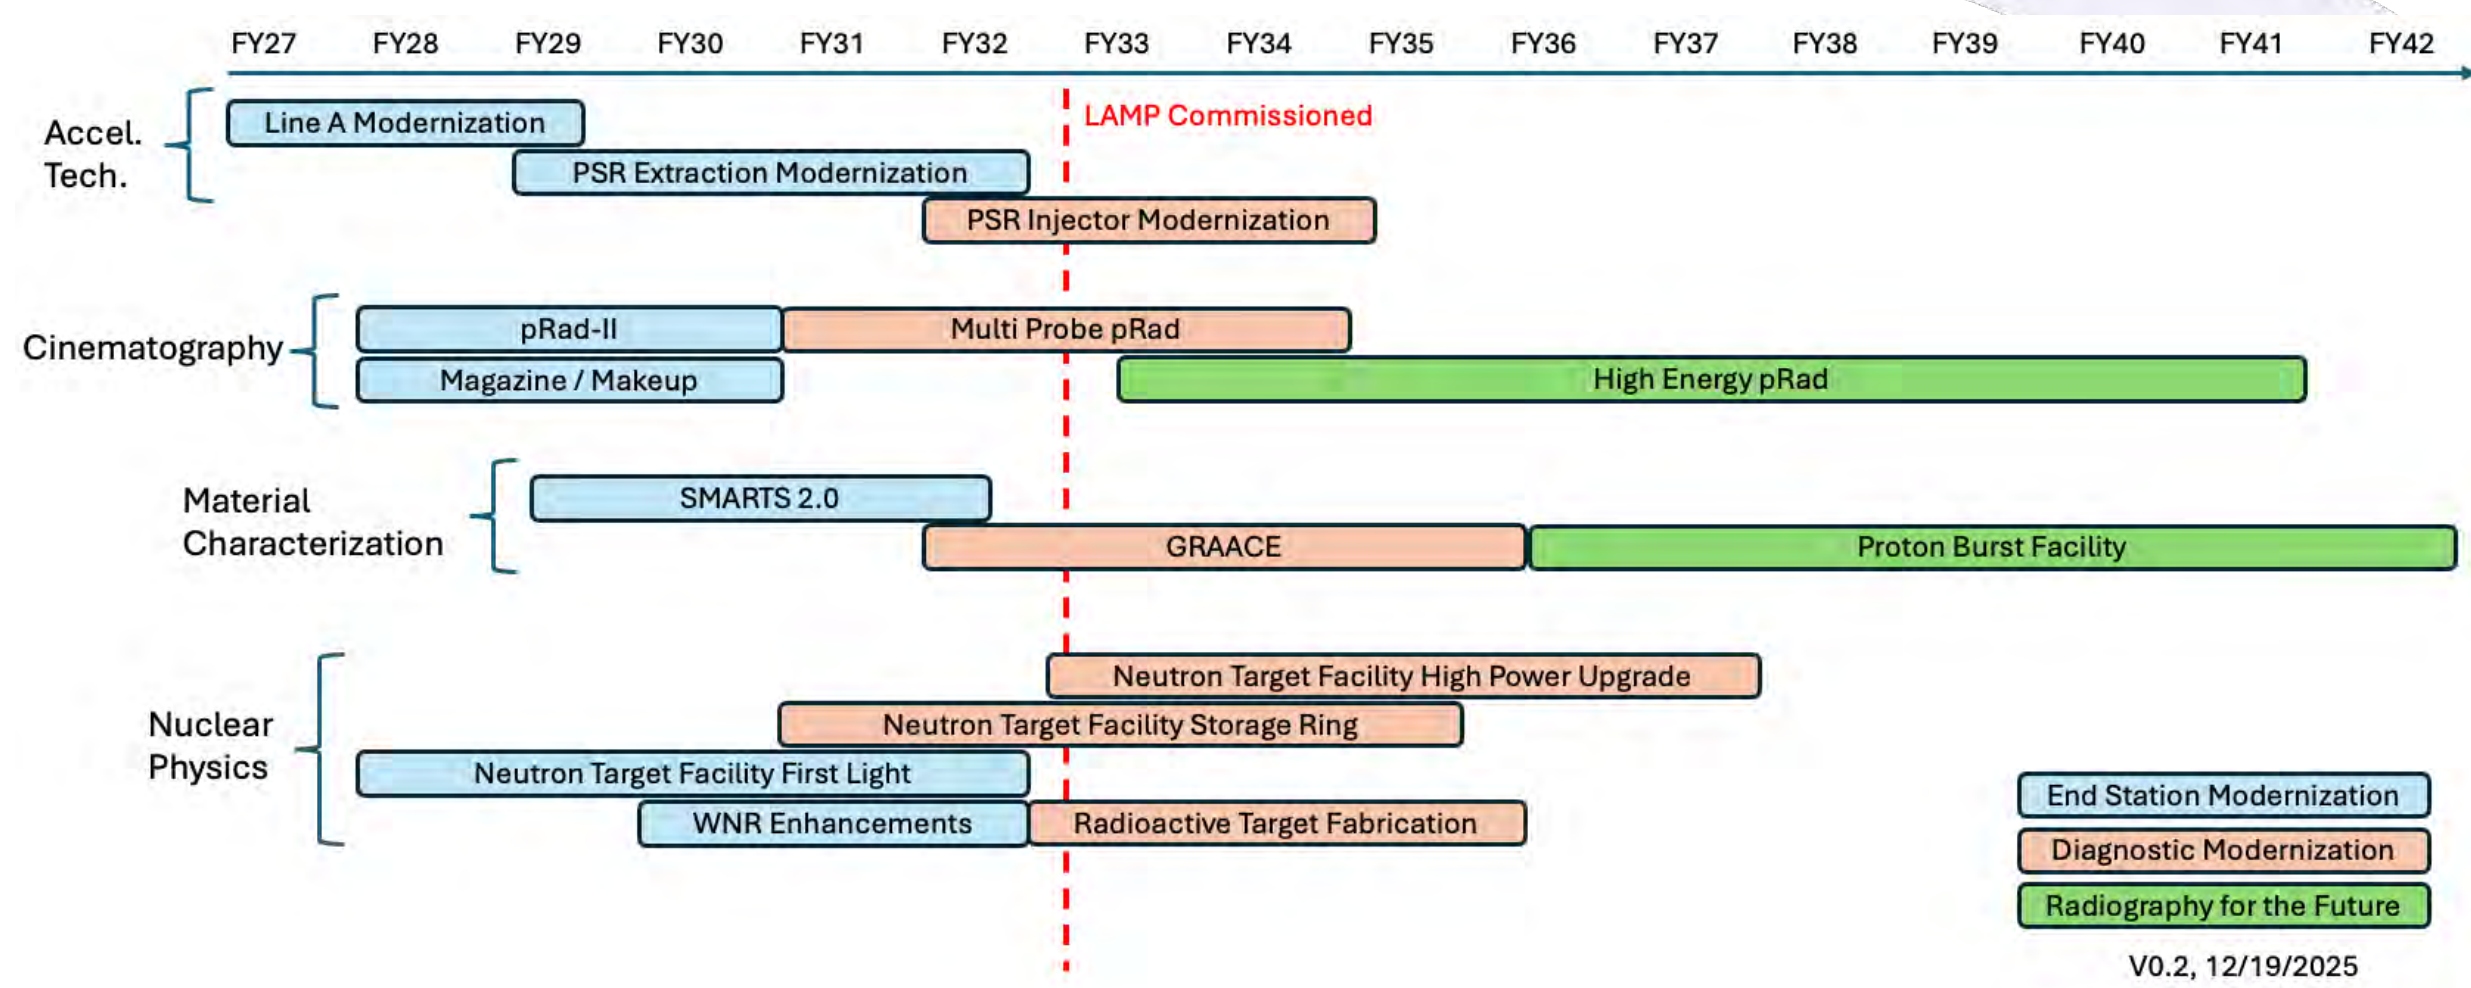 FY27 FY28 FY29 FY30 FY31 FY32 FY33 FY34 FY35 FY36 FY37 FY38 FY39 FY40 FY41 FY42
LAMP Commissioned
Accel.
Tech.
Line A Modernization
PSR Extraction Modernization
PSR Injector Modernization
Cinematography
pRad-II
Multi Probe pRad
Magazine / Makeup
High Energy pRad
Material
Characterization
SMARTS 2.0
GRAACE
Proton Burst Facility
Nuclear
Physics
Neutron Target Facility High Power Upgrade
Neutron Target Facility Storage Ring
Neutron Target Facility First Light
WNR Enhancements
Radioactive Target Fabrication
End Station Modernization
Diagnostic Modernization
Radiography for the Future
V0.2, 12/19/2025